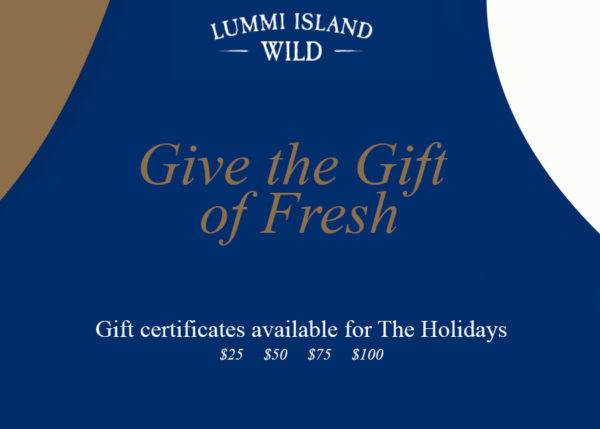 LUMMI ISLAND
WILD
Give the Gift
of Fresh
Gift certificates available for The Holidays
$25 $50 $75 $100